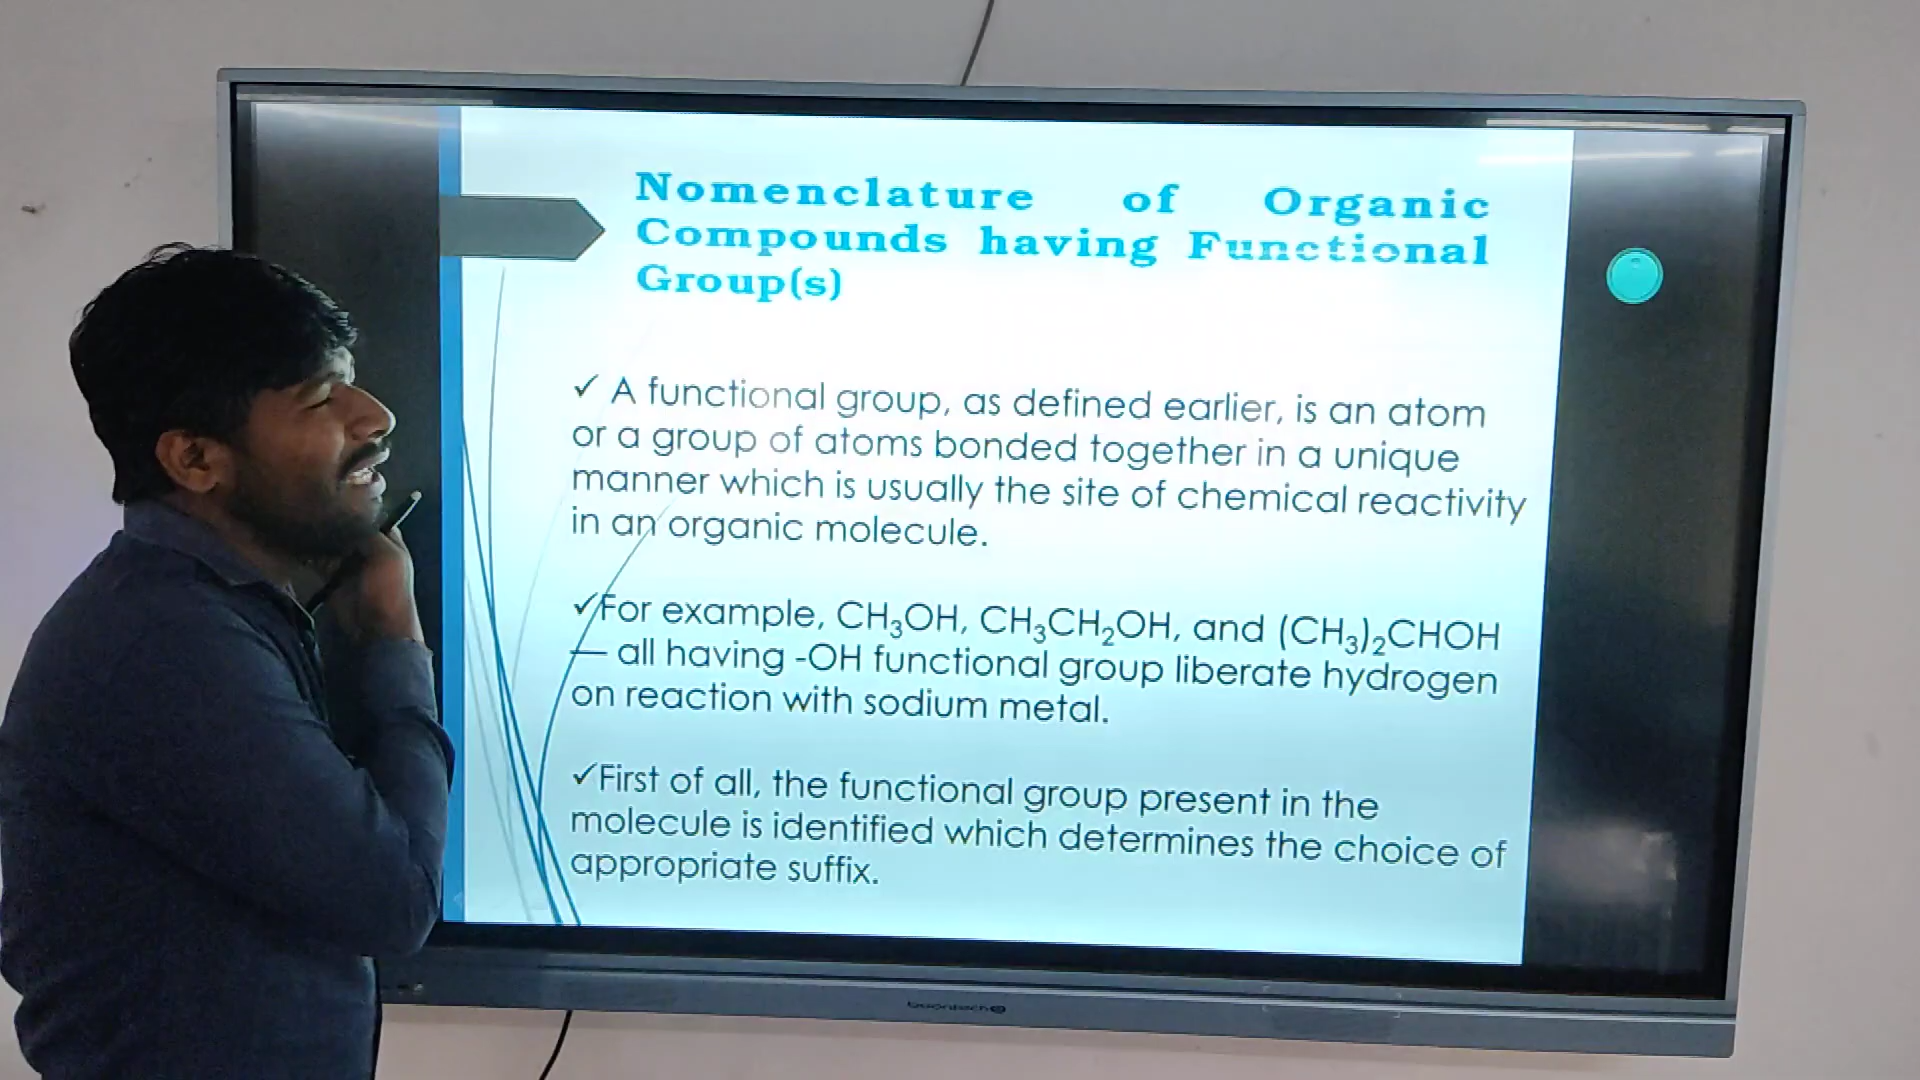 Nomenclature of Organic
Compounds having Functional
Group(s)
✓ A functional group, as defined earlier, is an atom
or a group of atoms bonded together in a unique
manner which is usually the site of chemical reactivity
in an organic molecule.
✓For example, CH₃OH, CH₃CH₂OH, and (CH₃)₂CHOH
— all having -OH functional group liberate hydrogen
on reaction with sodium metal.
✓First of all, the functional group present in the
molecule is identified which determines the choice of
appropriate suffix.